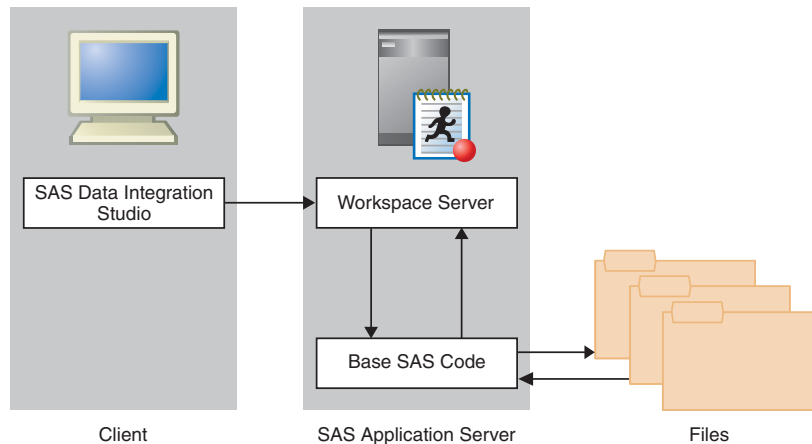 SAS Data Integration
Studio
Workspace Server
Base SAS Code
Client
SAS Application Server
Files